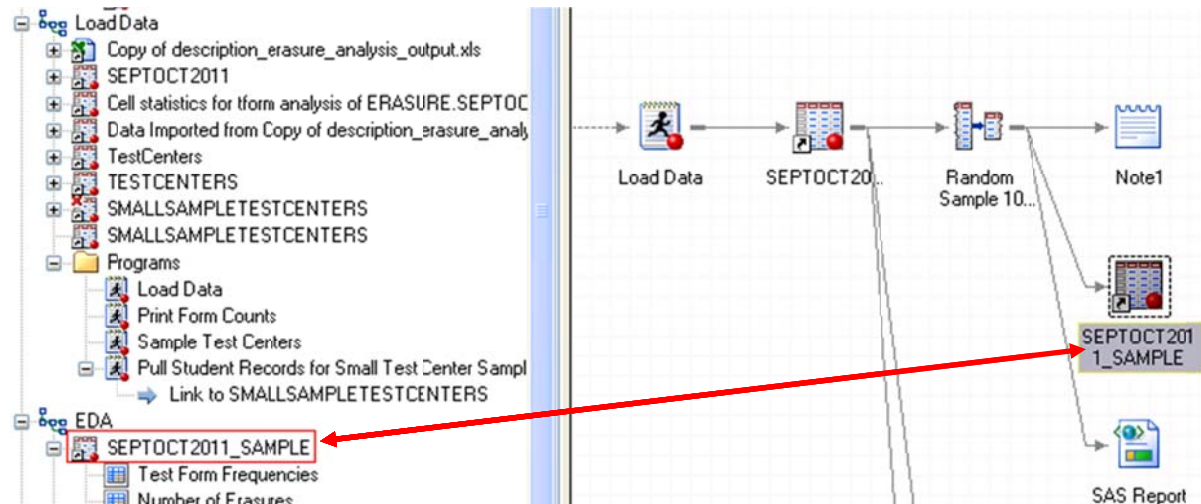 Load Data
Copy of description_erasure_analysis_output.xls
SEPTOCT2011
Cell statistics for tform analysis of ERASURE.SEPTOC
Data Imported from Copy of description_erasure_analy
TestCenters
TESTCENTERS
SMALLSAMPLETESTCENTERS
SMALLSAMPLETESTCENTERS
Programs
Load Data
Print Form Counts
Sample Test Centers
Pull Student Records for Small Test Center Sampl
Link to SMALLSAMPLETESTCENTERS
EDA
SEPTOCT2011_SAMPLE
Test Form Frequencies
Number of Erasures
Load Data
SEPTOCT20...
Random
Sample 10...
Note1
SEPTOCT201
1_SAMPLE
SAS Report